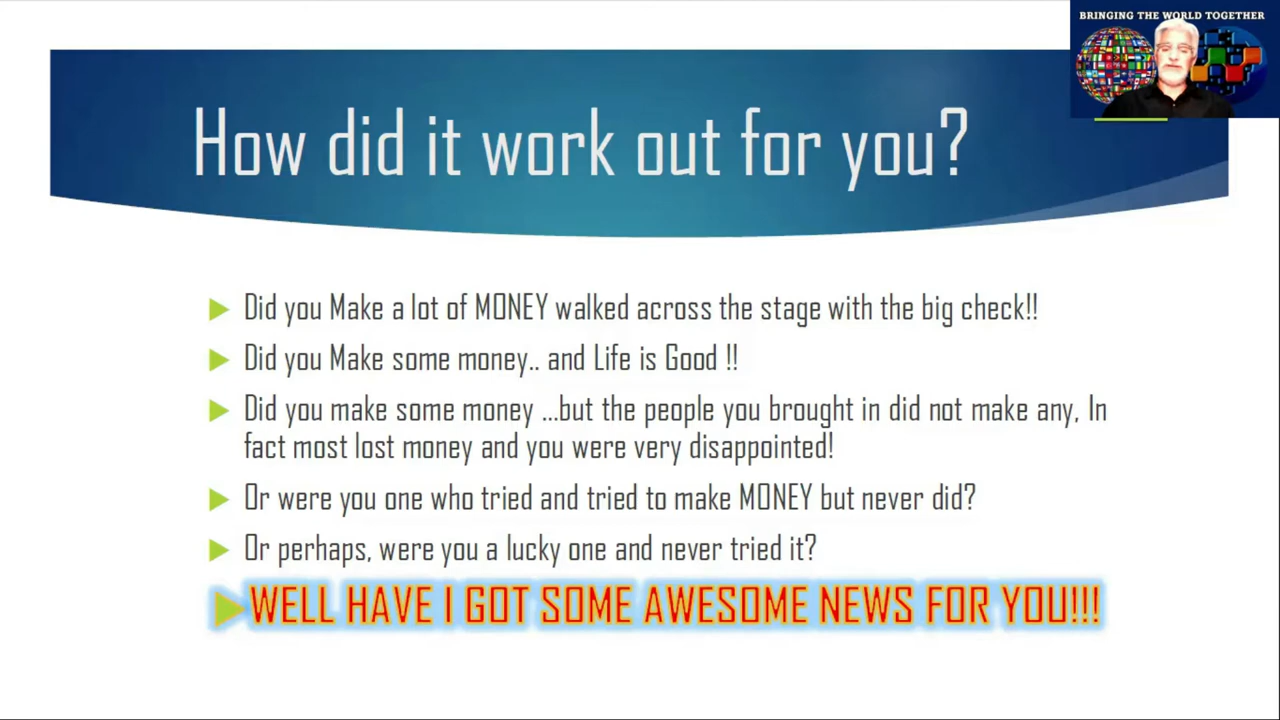 BRINGING THE WORLD TOGETHER
How did it work out for you?
Did you Make a lot of MONEY walked across the stage with the big check!!
Did you Make some money.. and Life is Good !!
Did you make some money ...but the people you brought in did not make any, In
fact most lost money and you were very disappointed!
Or were you one who tried and tried to make MONEY but never did?
Or perhaps, were you a lucky one and never tried it?
WELL HAVE I GOT SOME AWESOME NEWS FOR YOU!!!